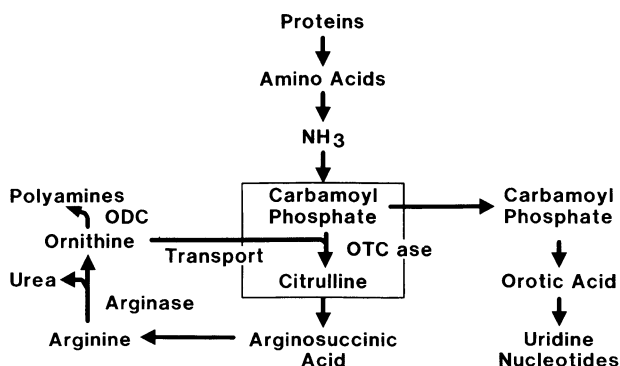 Proteins
Amino Acids
NH3
Polyamines
ODC
Ornithine
Transport
Carbamoyl
Phosphate
OTC ase
Citrulline
Carbamoyl
Phosphate
Urea
Arginase
Orotic Acid
Arginine
Arginosuccinic
Acid
Uridine
Nucleotides